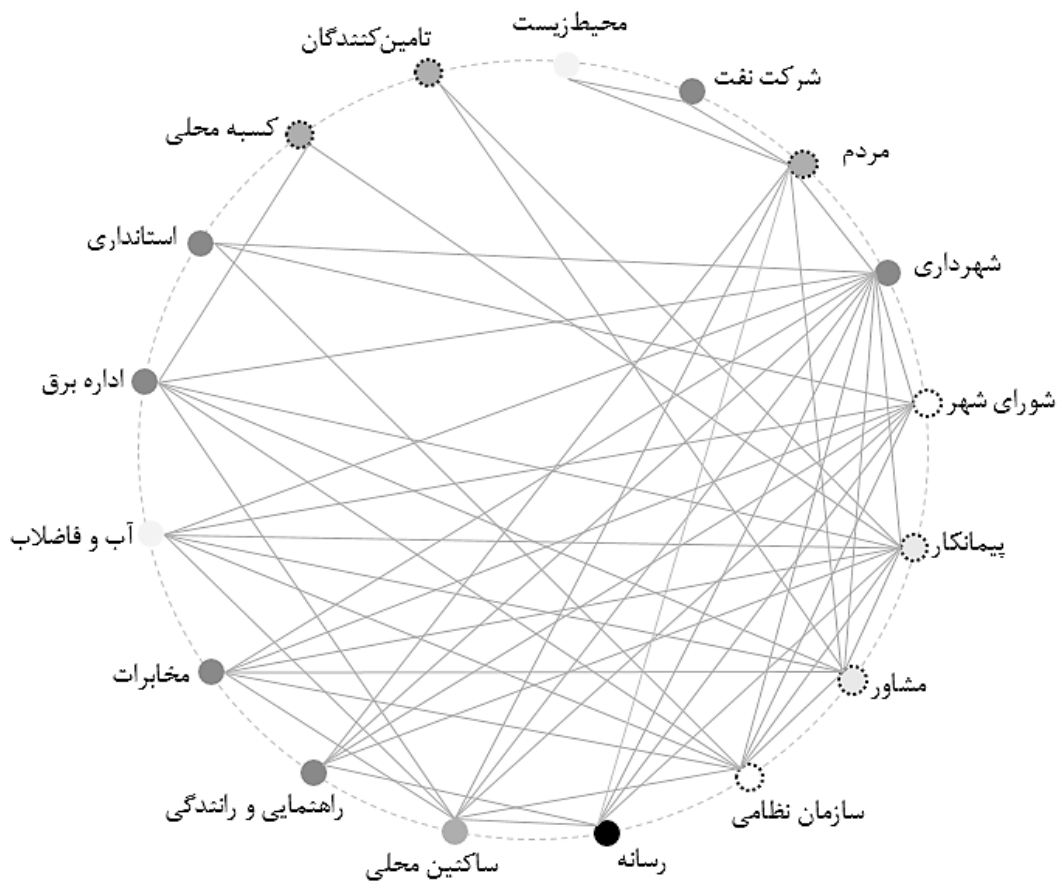 محیط‌زیست
تامین‌کنندگان
شرکت نفت
کسبه محلی
مردم
استانداری
شهرداری
اداره برق
شورای شهر
آب و فاضلاب
پیمانکار
مخابرات
مشاور
راهنمایی و رانندگی
سازمان نظامی
ساکنین محلی
رسانه